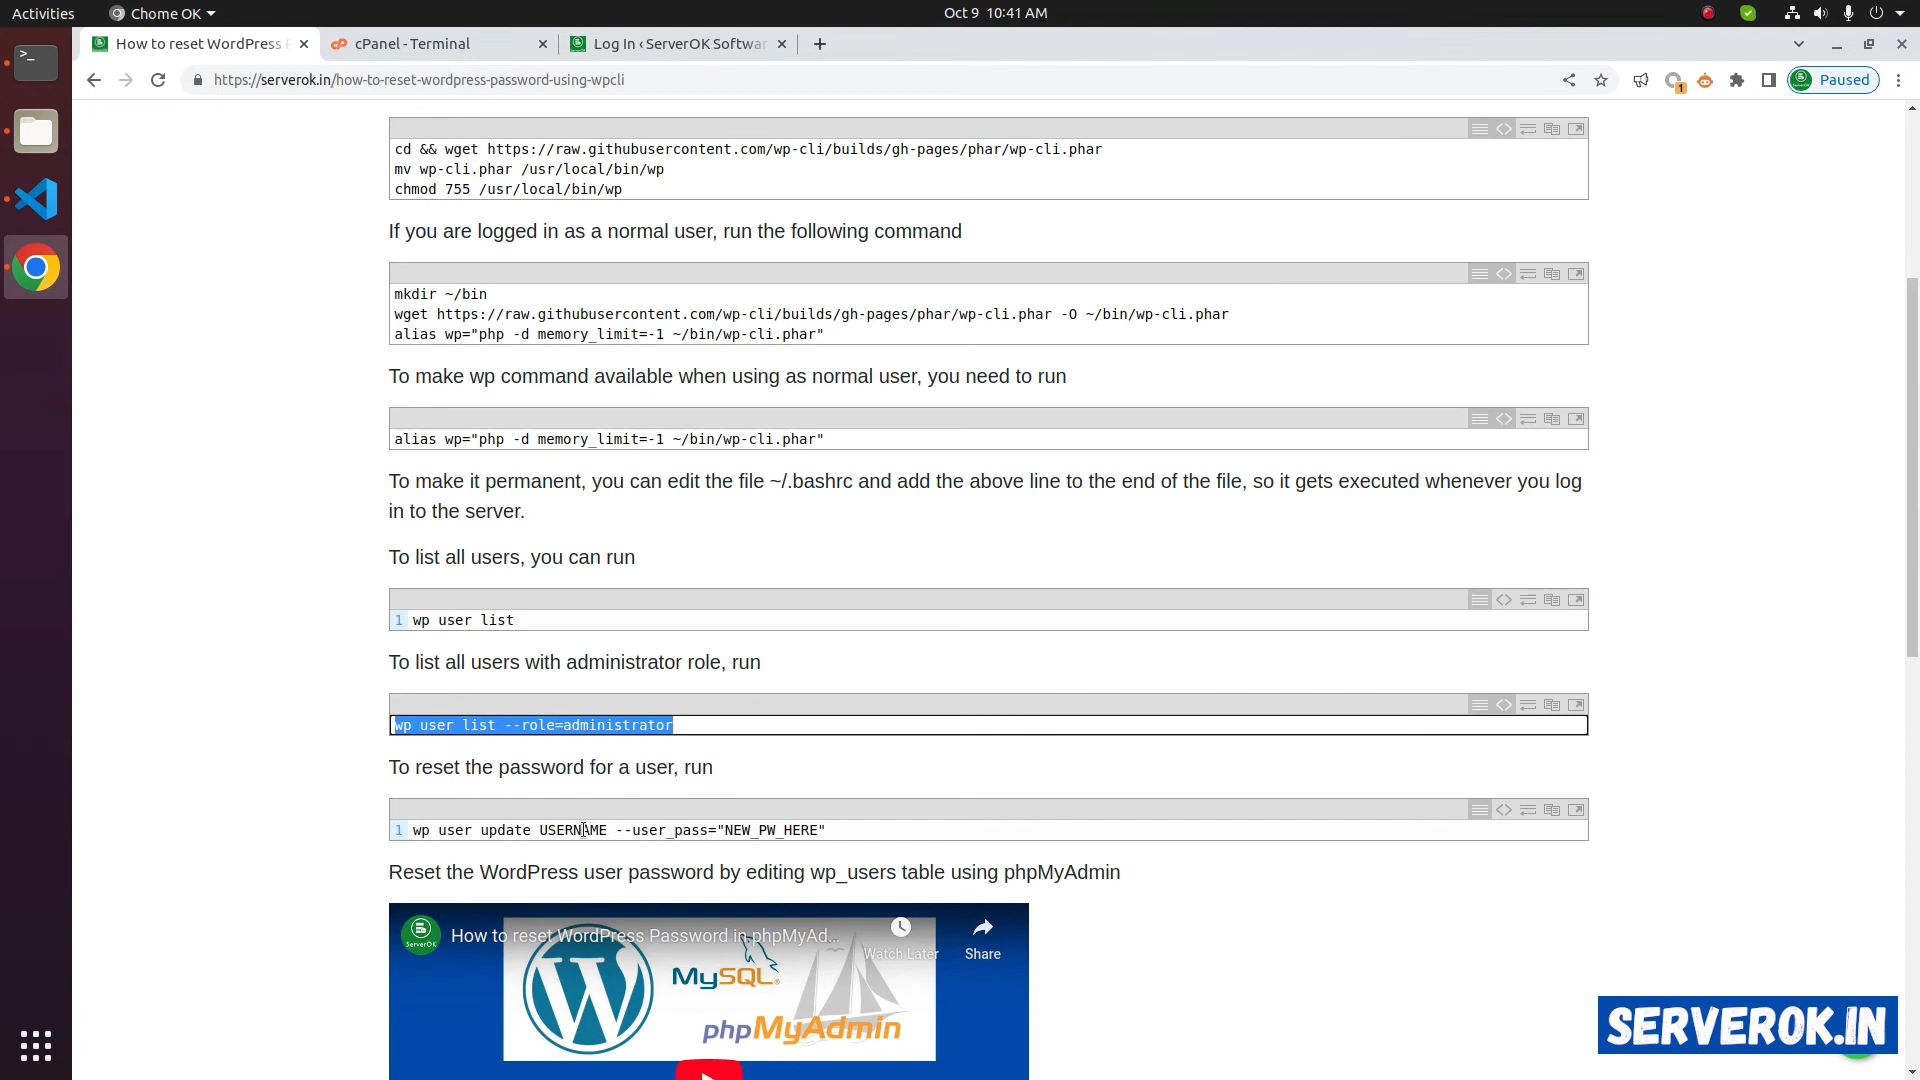 Activities
Chome OK
Oct 9 10:41 AM
How to reset WordPress
cPanel - Terminal
Log In ‹ ServerOK Softwar
https://serverok.in/how-to-reset-wordpress-password-using-wpcli
1
Paused
cd && wget https://raw.githubusercontent.com/wp-cli/builds/gh-pages/phar/wp-cli.phar
mv wp-cli.phar /usr/local/bin/wp
chmod 755 /usr/local/bin/wp
If you are logged in as a normal user, run the following command
mkdir ~/bin
wget https://raw.githubusercontent.com/wp-cli/builds/gh-pages/phar/wp-cli.phar -O ~/bin/wp-cli.phar
alias wp="php -d memory_limit=-1 ~/bin/wp-cli.phar"
To make wp command available when using as normal user, you need to run
alias wp="php -d memory_limit=-1 ~/bin/wp-cli.phar"
To make it permanent, you can edit the file ~/.bashrc and add the above line to the end of the file, so it gets executed whenever you log
in to the server.
To list all users, you can run
1 wp user list
To list all users with administrator role, run
wp user list --role=administrator
To reset the password for a user, run
1 wp user update USERNAME --user_pass="NEW_PW_HERE"
Reset the WordPress user password by editing wp_users table using phpMyAdmin
ServerOK
How to reset WordPress Password in phpMyAd...
Watch Later
Share
MySQL
phpMyAdmin
SERVEROK.IN